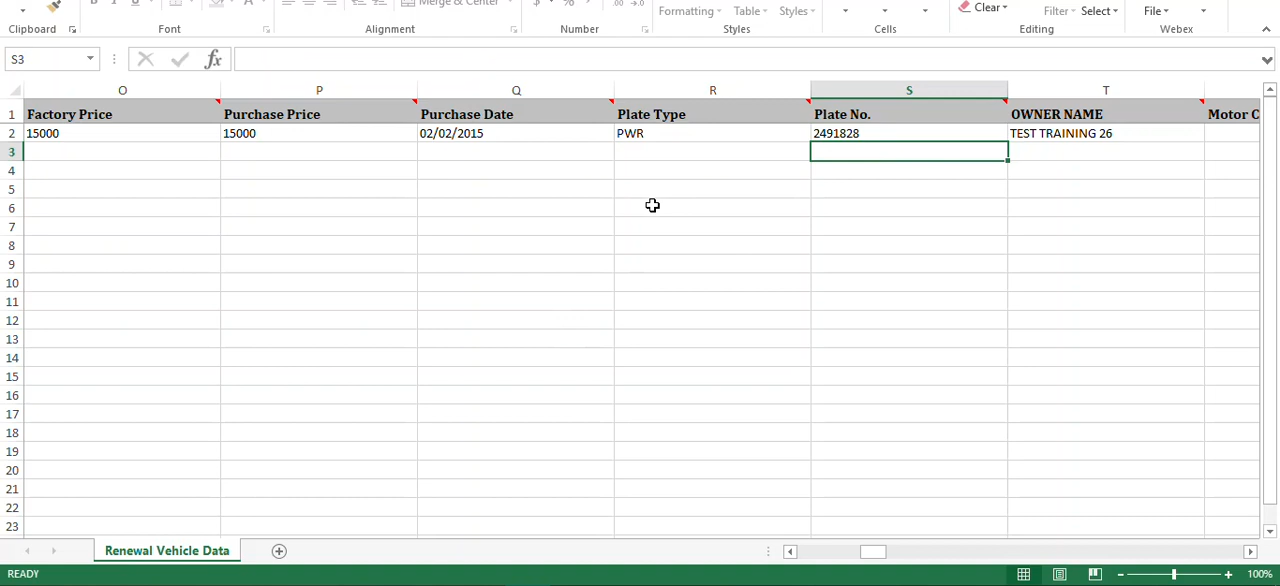 Merge & Center
Formatting Table Styles Clear Filter Select File
Clipboard Font Alignment Number Styles Cells Editing Webex
S3 fx
O P Q R S T
1 Factory Price Purchase Price Purchase Date Plate Type Plate No. OWNER NAME Motor C
2 15000 15000 02/02/2015 PWR 2491828 TEST TRAINING 26
3
4
5
6
7
8
9
10
11
12
13
14
15
16
17
18
19
20
21
22
23
Renewal Vehicle Data
READY 100%